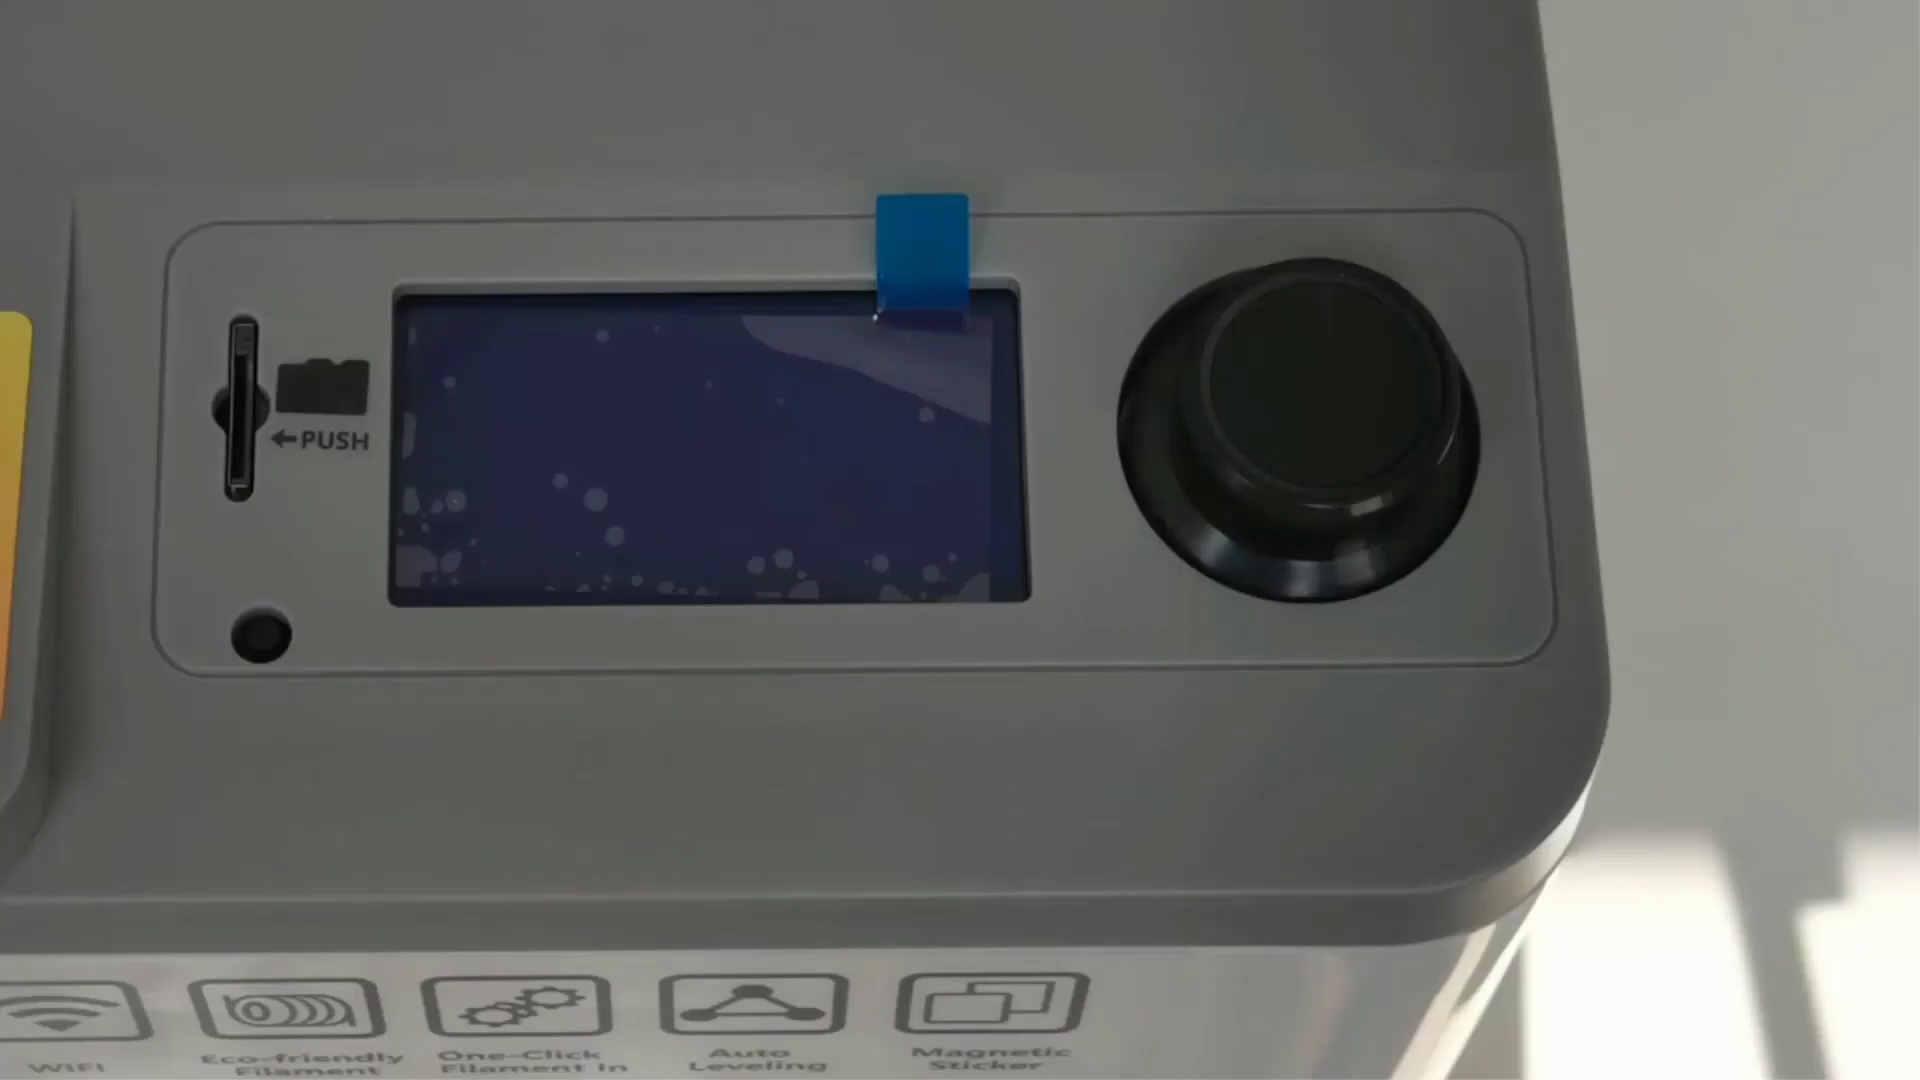 ←PUSH
WIFI
Eco-friendly
Filament
One-Click
Filament In
Auto
Leveling
Magnetic
Sticker